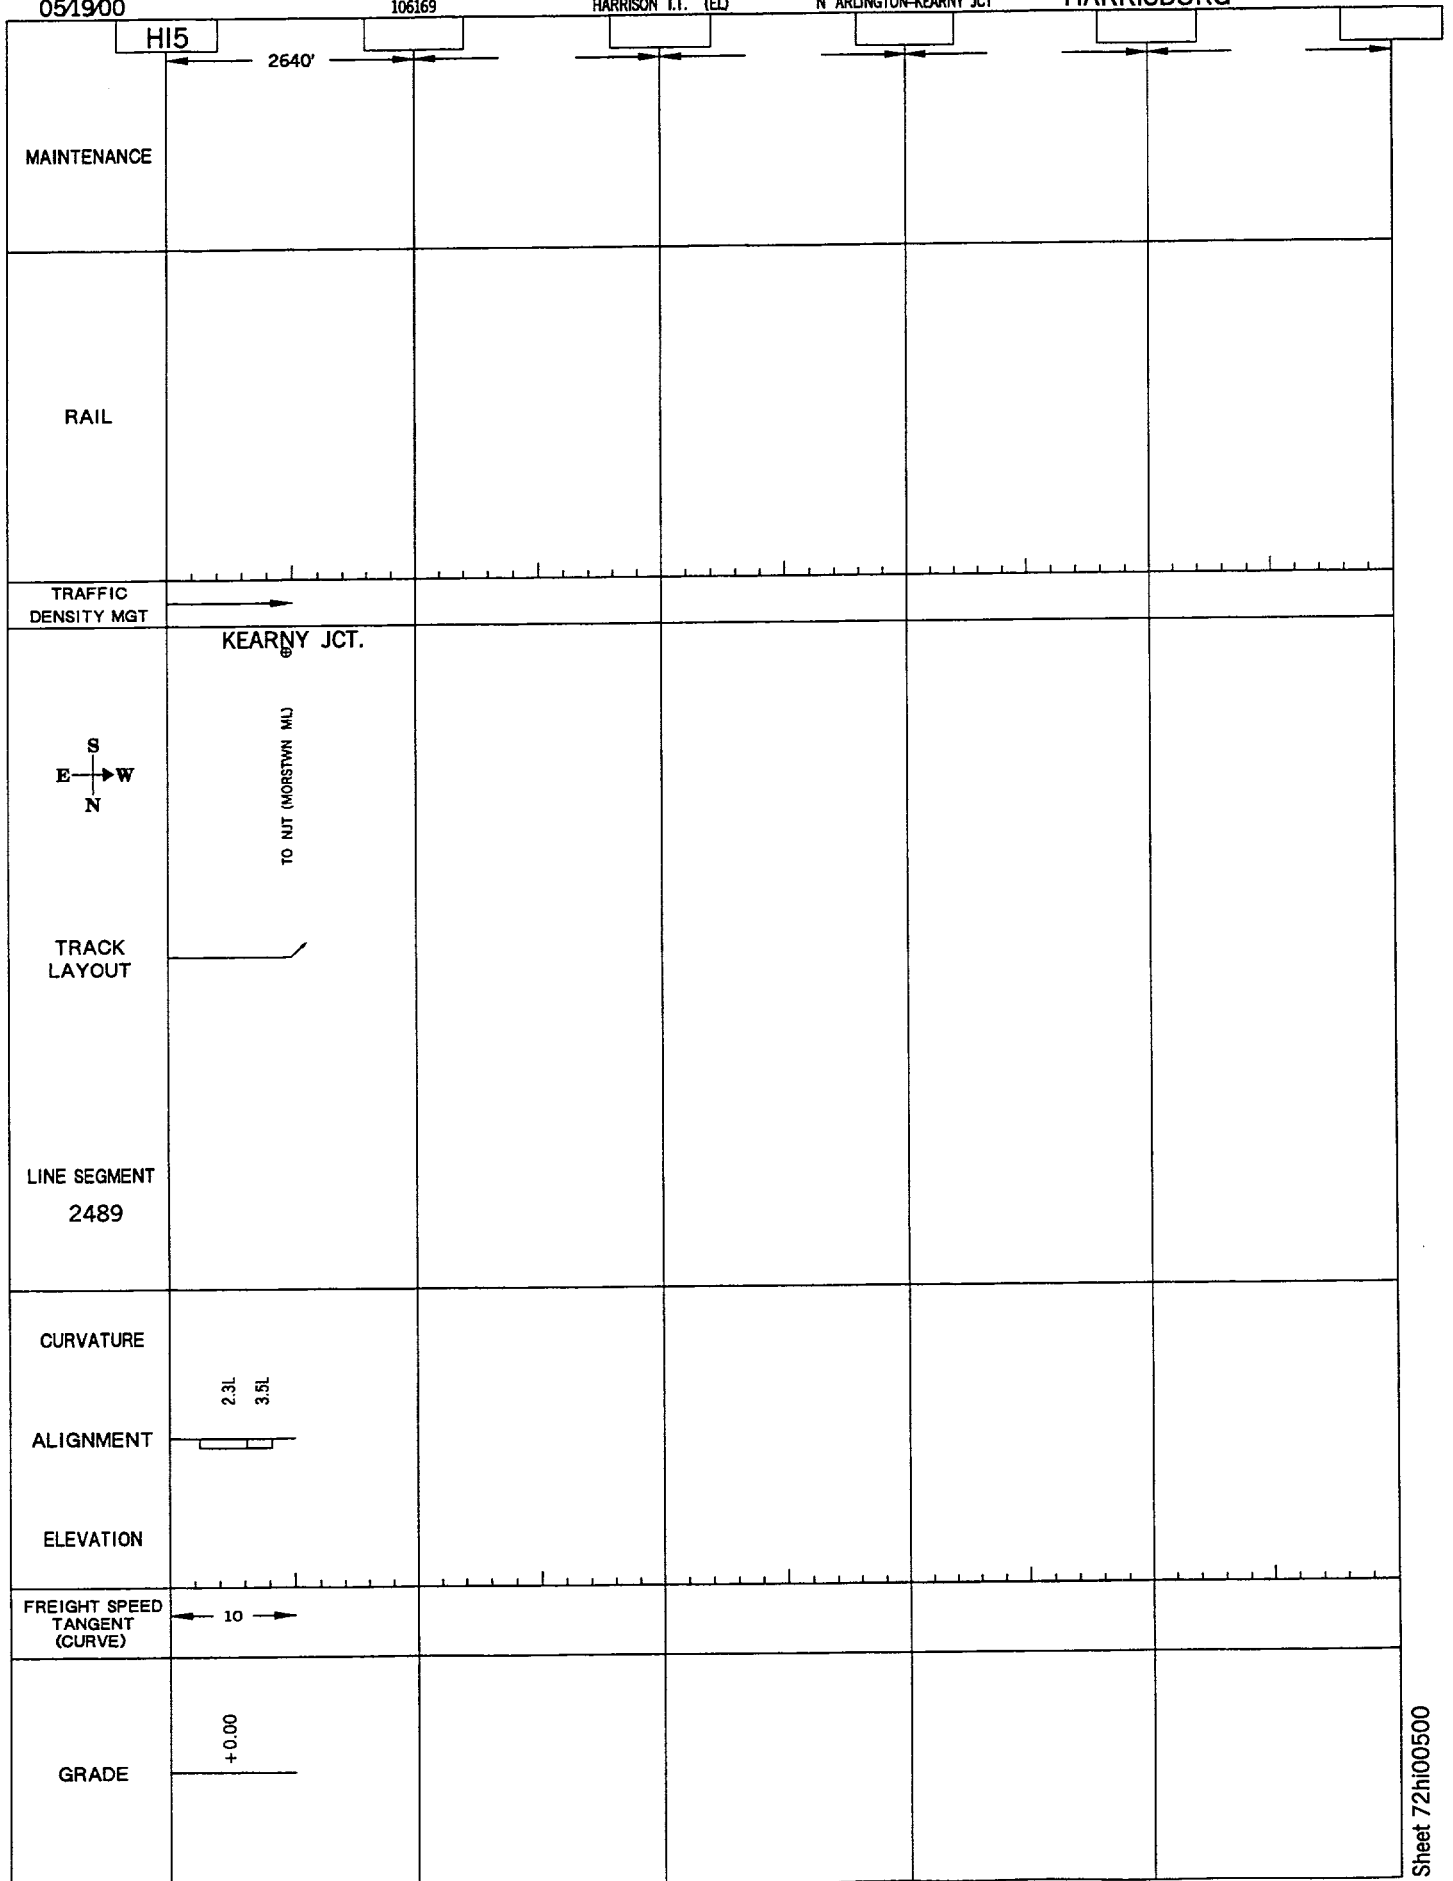 05/19/00 106169 HARRISON I.T. (EL) N ARLINGTON-KEARNY JCT HARRISBURG
HI5
2640'
MAINTENANCE
RAIL
TRAFFIC
DENSITY MGT
KEARNY JCT.
TO NJT (MORSTWN ML)
S
E W
N
TRACK
LAYOUT
LINE SEGMENT
2489
CURVATURE
2.3L
3.5L
ALIGNMENT
ELEVATION
FREIGHT SPEED
TANGENT
(CURVE)
10
+0.00
GRADE
Sheet 72hi00500